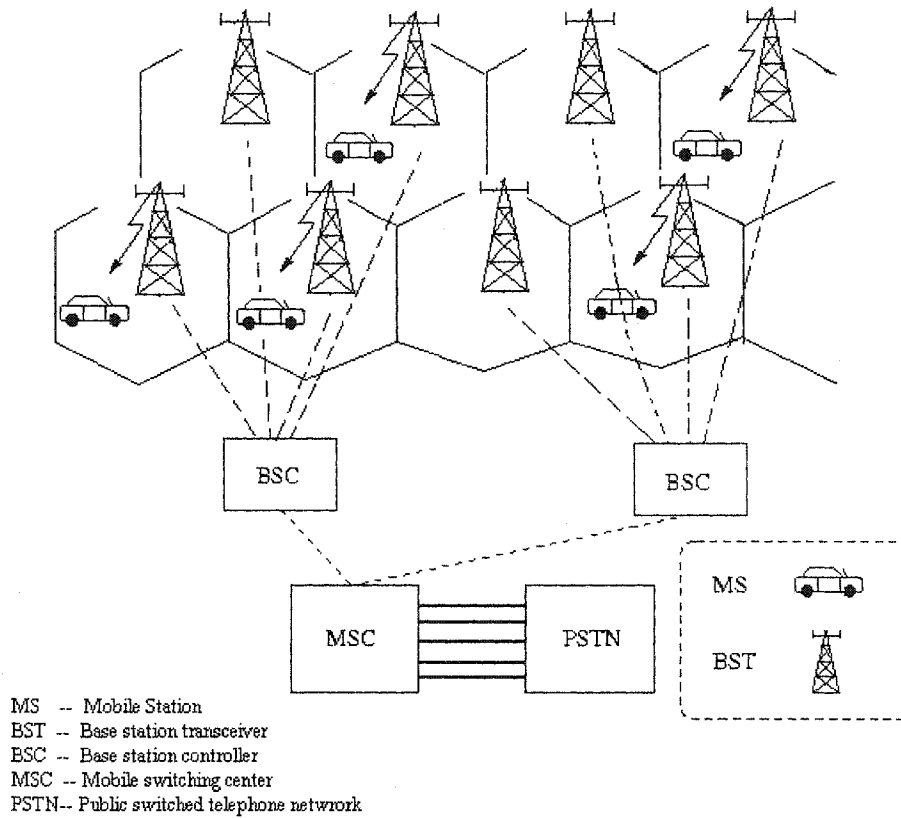 BSC
BSC
MSC
PSTN
MS
BST
MS -- Mobile Station
BST -- Base station transceiver
BSC -- Base station controller
MSC -- Mobile switching center
PSTN-- Public switched telephone netwrork